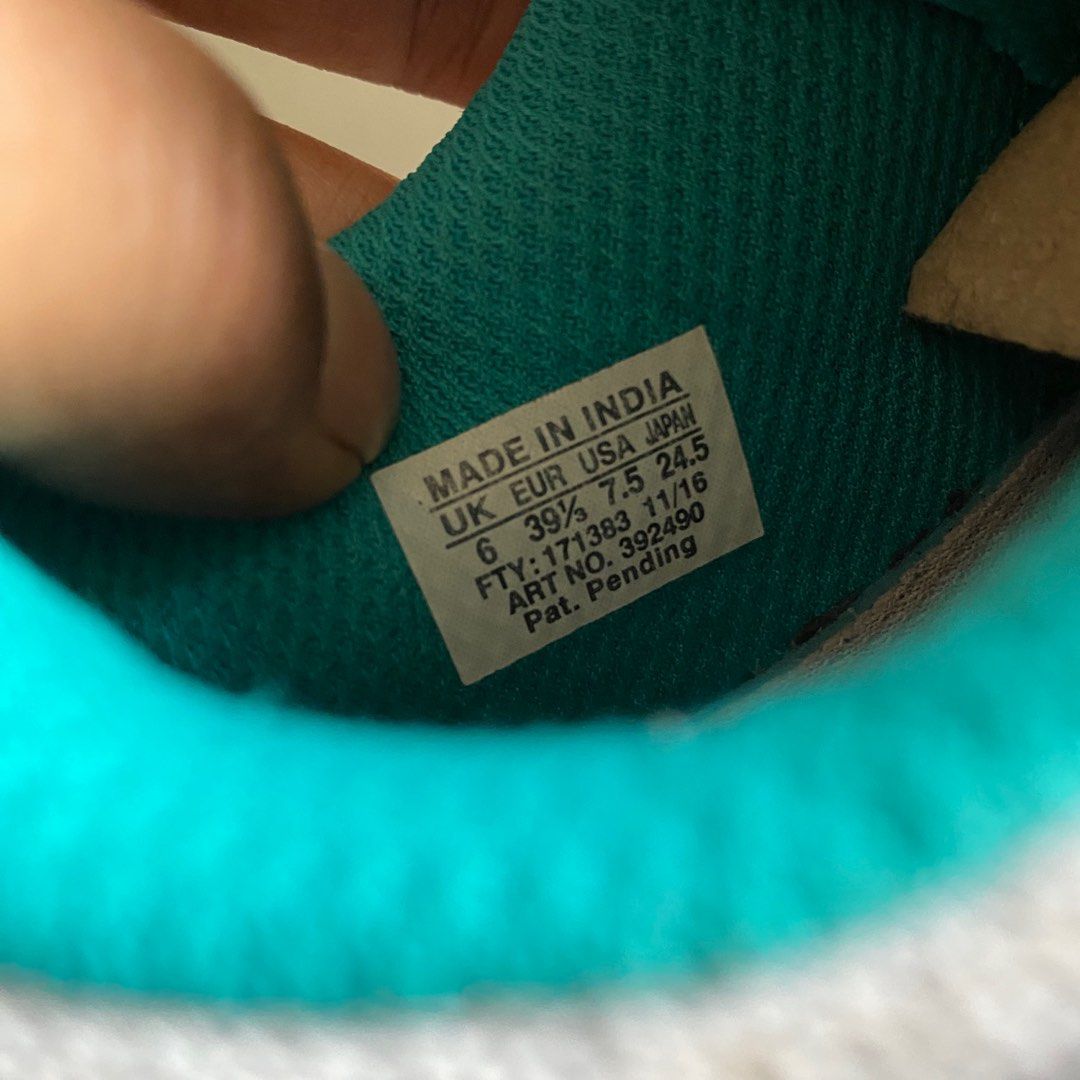 MADE IN INDIA
UK EUR USA JAPAN
6 39⅓ 7.5 24.5
FTY: 171383 11/16
ART NO. 392490
Pat. Pending